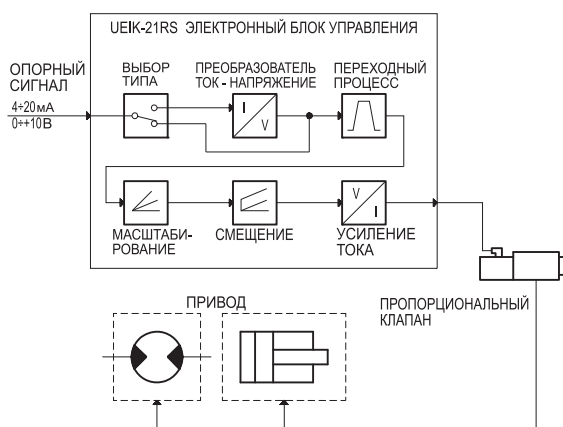 UEIK-21RS ЭЛЕКТРОННЫЙ БЛОК УПРАВЛЕНИЯ
ОПОРНЫЙ
СИГНАЛ
4÷20мА
0÷+10В
ВЫБОР
ТИПА
ПРЕОБРАЗОВАТЕЛЬ
ТОК - НАПРЯЖЕНИЕ
ПЕРЕХОДНЫЙ
ПРОЦЕСС
I
V
МАСШТАБИ-
РОВАНИЕ
СМЕЩЕНИЕ
V
I
УСИЛЕНИЕ
ТОКА
ПРИВОД
ПРОПОРЦИОНАЛЬНЫЙ
КЛАПАН